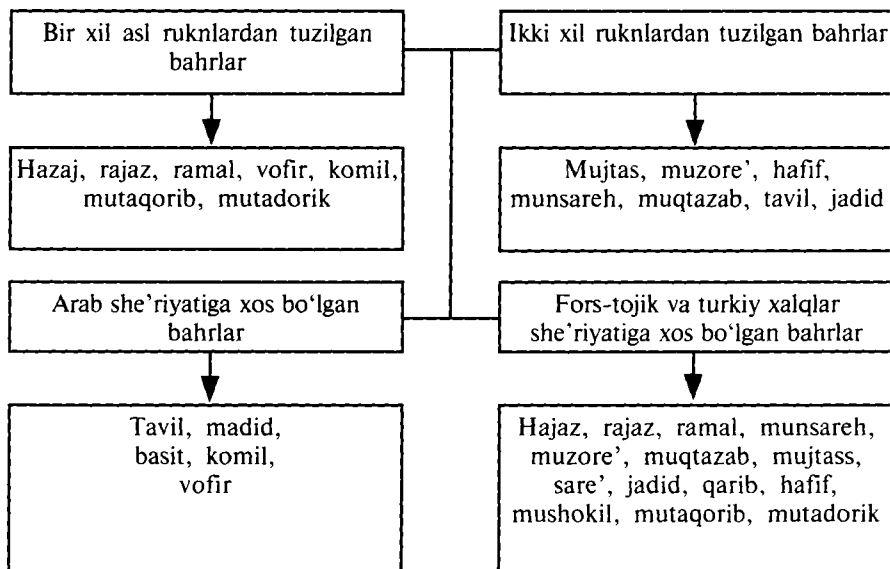 Bir xil asl ruknlardan tuzilgan
bahrlar
Ikki xil ruknlardan tuzilgan bahrlar
Hazaj, rajaz, ramal, vofir, komil,
mutaqorib, mutadorik
Mujtas, muzore’, hafif,
munsareh, muqtazab, tavil, jadid
Arab she’riyatiga xos bo‘lgan
bahrlar
Fors-tojik va turkiy xalqlar
she’riyatiga xos bo‘lgan bahrlar
Tavil, madid,
basit, komil,
vofir
Hajaz, rajaz, ramal, munsareh,
muzore’, muqtazab, mujtass,
sare’, jadid, qarib, hafif,
mushokil, mutaqorib, mutadorik